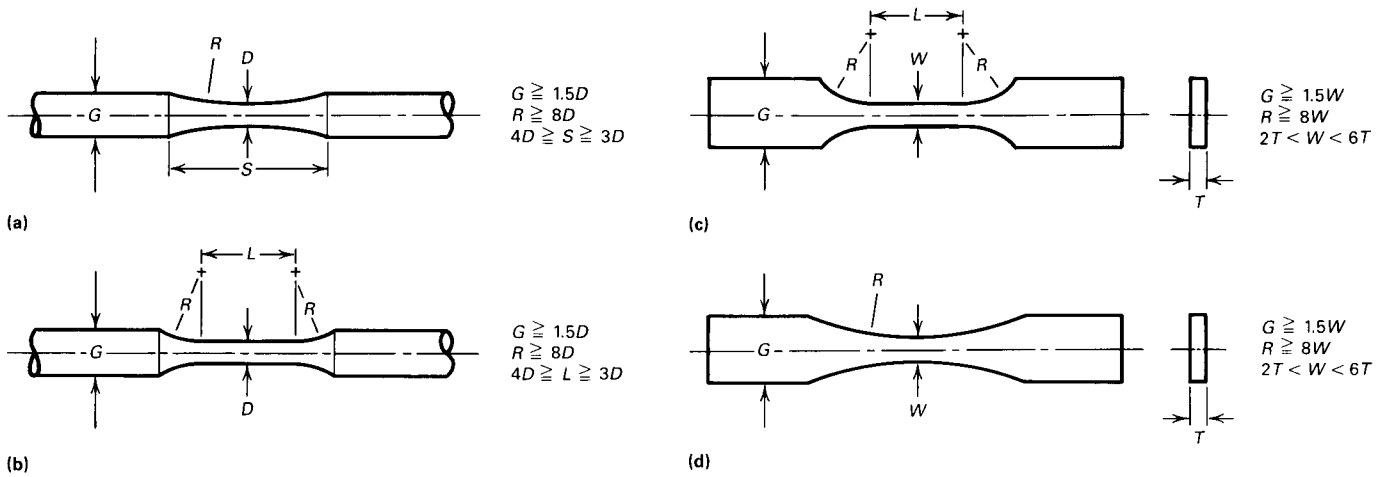 R
D
G
S
G ≧ 1.5D
R ≧ 8D
4D ≧ S ≧ 3D
(a)
L
R
R
G
D
G ≧ 1.5D
R ≧ 8D
4D ≧ L ≧ 3D
(b)
L
R
W
R
G
T
G ≧ 1.5W
R ≧ 8W
2T < W < 6T
(c)
R
G
W
T
G ≧ 1.5W
R ≧ 8W
2T < W < 6T
(d)